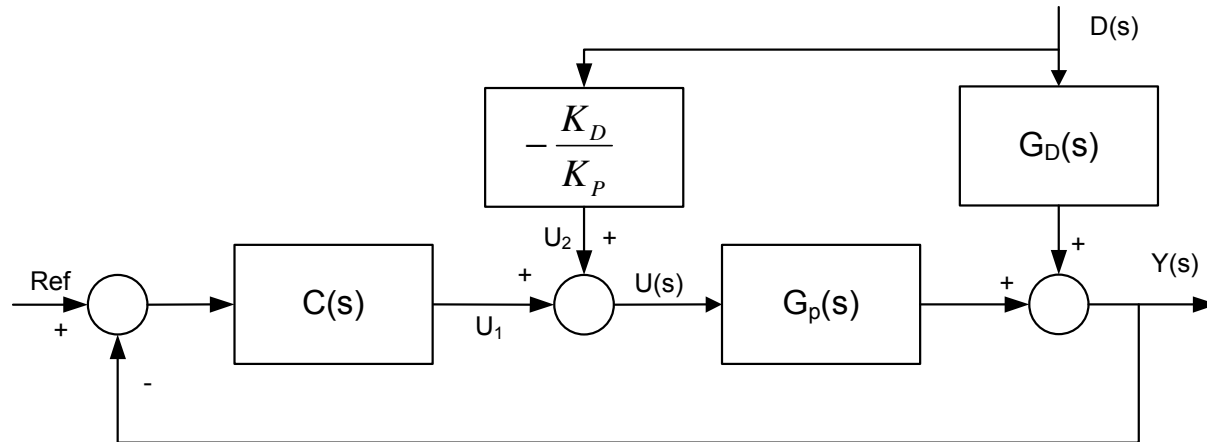 D(s)
− K_D / K_P
G_D(s)
U_2
+
+
Ref
+
C(s)
+
U_1
U(s)
G_p(s)
+
Y(s)
-